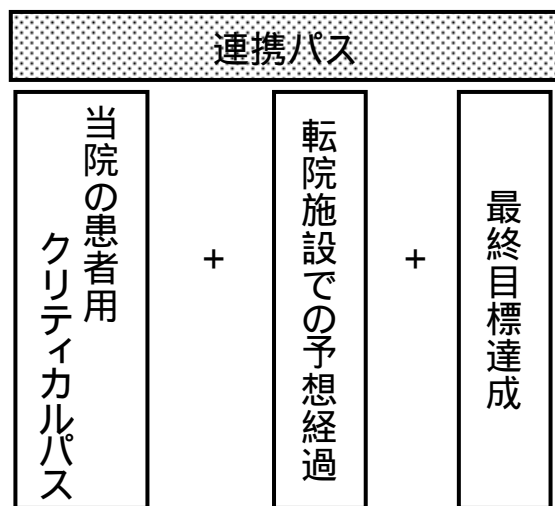 連携パス
当院の患者用
クリティカルパス
+
転院施設での予想経過
+
最終目標達成